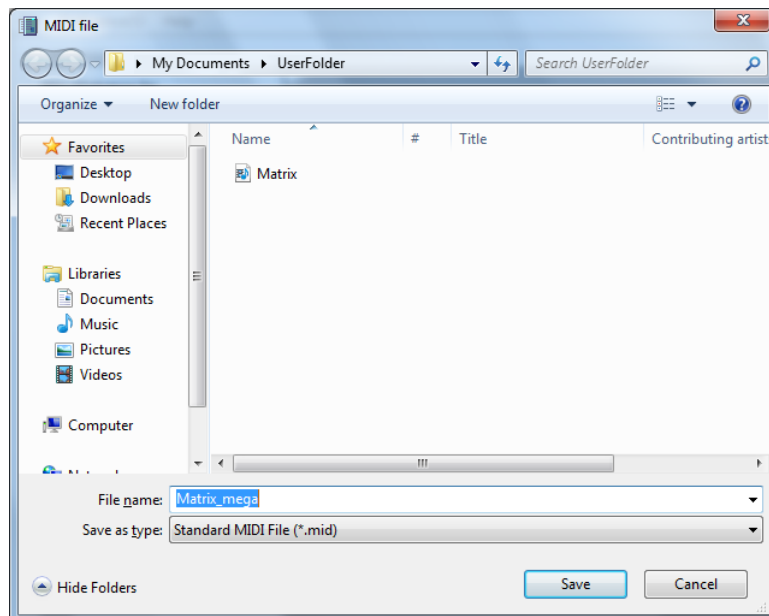 MIDI file
My Documents UserFolder
Search UserFolder
Organize New folder
Favorites
Desktop
Downloads
Recent Places
Libraries
Documents
Music
Pictures
Videos
Computer
Name # Title Contributing artist
Matrix
File name: Matrix_mega
Save as type: Standard MIDI File (*.mid)
Hide Folders
Save Cancel